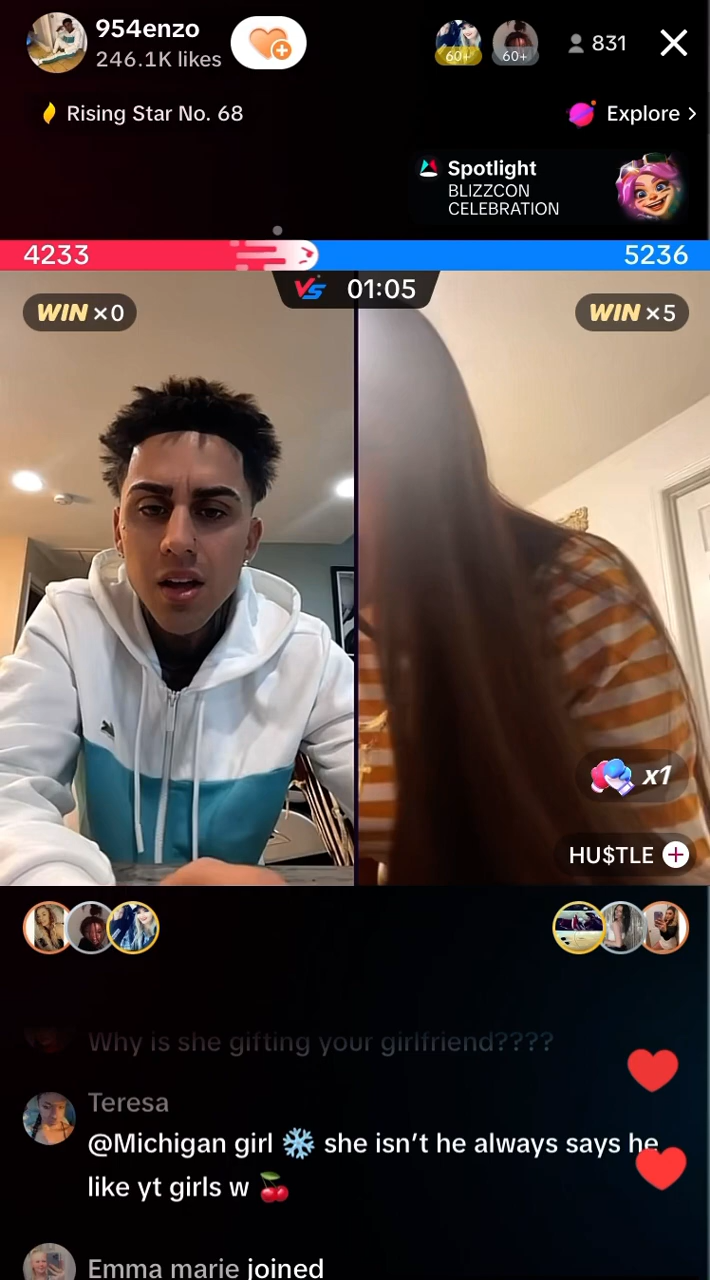 954enzo
246.1K likes
60+
60+
831
Rising Star No. 68
Explore >
Spotlight
BLIZZCON
CELEBRATION
4233
5236
VS 01:05
WIN ×0
WIN ×5
x1
HU$TLE +
Why is she gifting your girlfriend????
Teresa
@Michigan girl ❄️ she isn't he always says he
like yt girls w 🍒
Emma marie joined